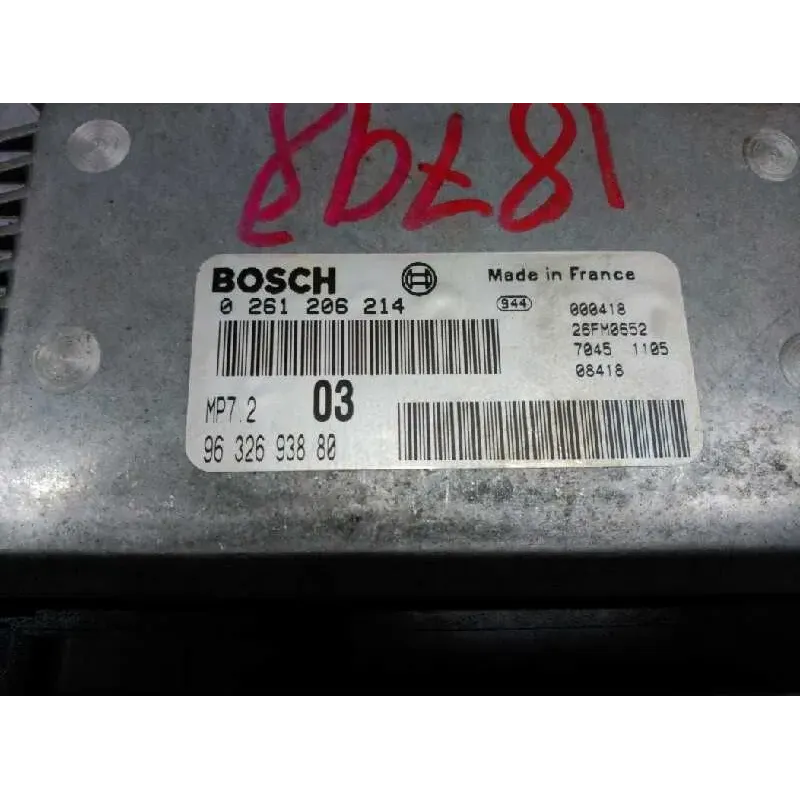 BOSCH Made in France
0 261 206 214 944 000418
26FM0652
7045 1105
08418
MP7.2 03
96 326 938 80